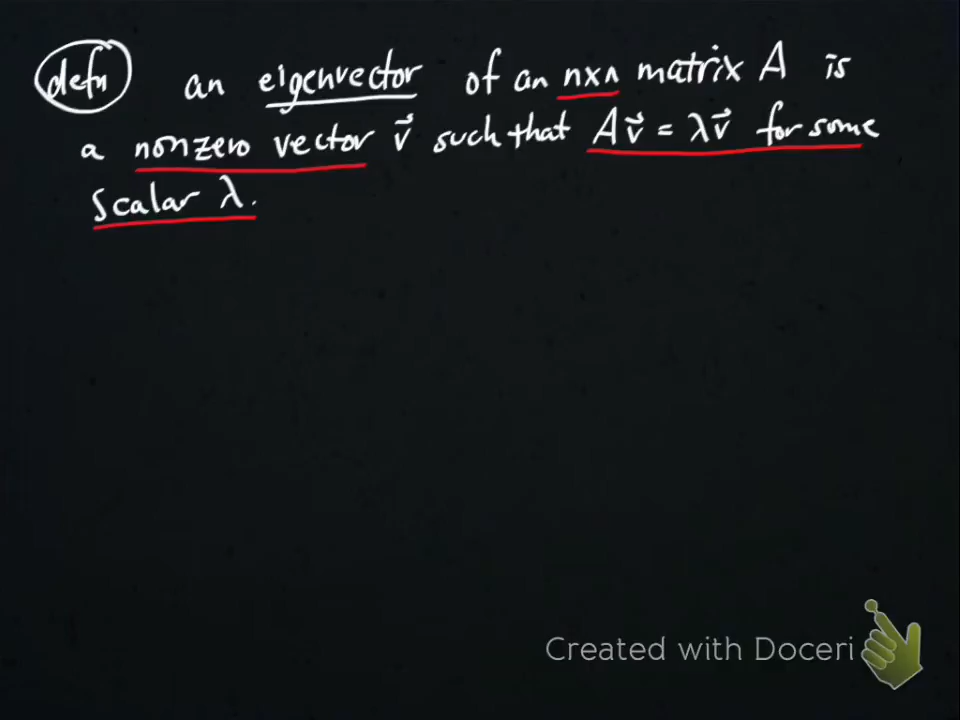 defn an eigenvector of an n×n matrix A is
a nonzero vector v⃗ such that Av⃗ = λv⃗ for some
scalar λ.
Created with Doceri